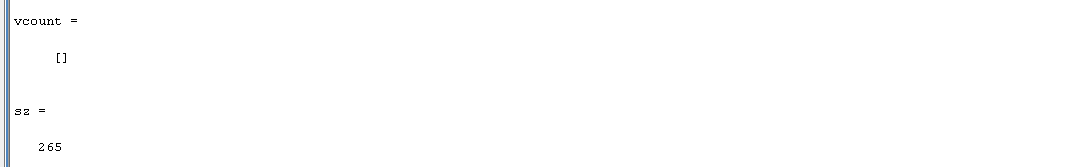 vcount =
[]
sz =
265